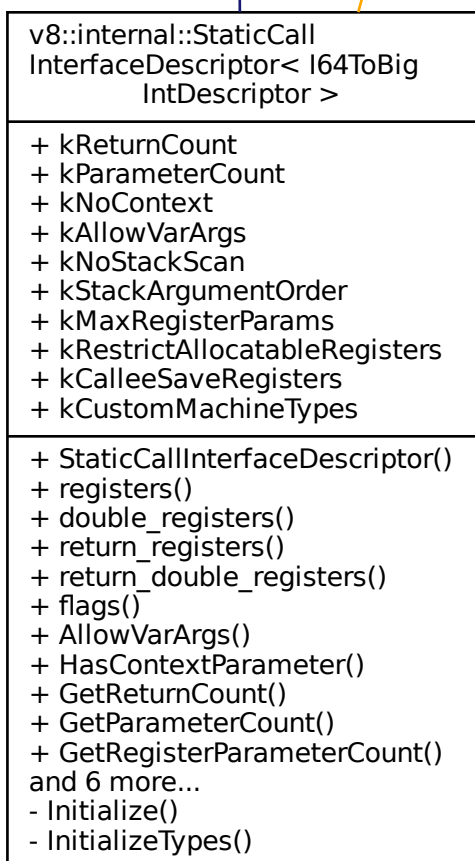 v8::internal::StaticCall
InterfaceDescriptor< I64ToBig
IntDescriptor >
+ kReturnCount
+ kParameterCount
+ kNoContext
+ kAllowVarArgs
+ kNoStackScan
+ kStackArgumentOrder
+ kMaxRegisterParams
+ kRestrictAllocatableRegisters
+ kCalleeSaveRegisters
+ kCustomMachineTypes
+ StaticCallInterfaceDescriptor()
+ registers()
+ double_registers()
+ return_registers()
+ return_double_registers()
+ flags()
+ AllowVarArgs()
+ HasContextParameter()
+ GetReturnCount()
+ GetParameterCount()
+ GetRegisterParameterCount()
and 6 more...
- Initialize()
- InitializeTypes()